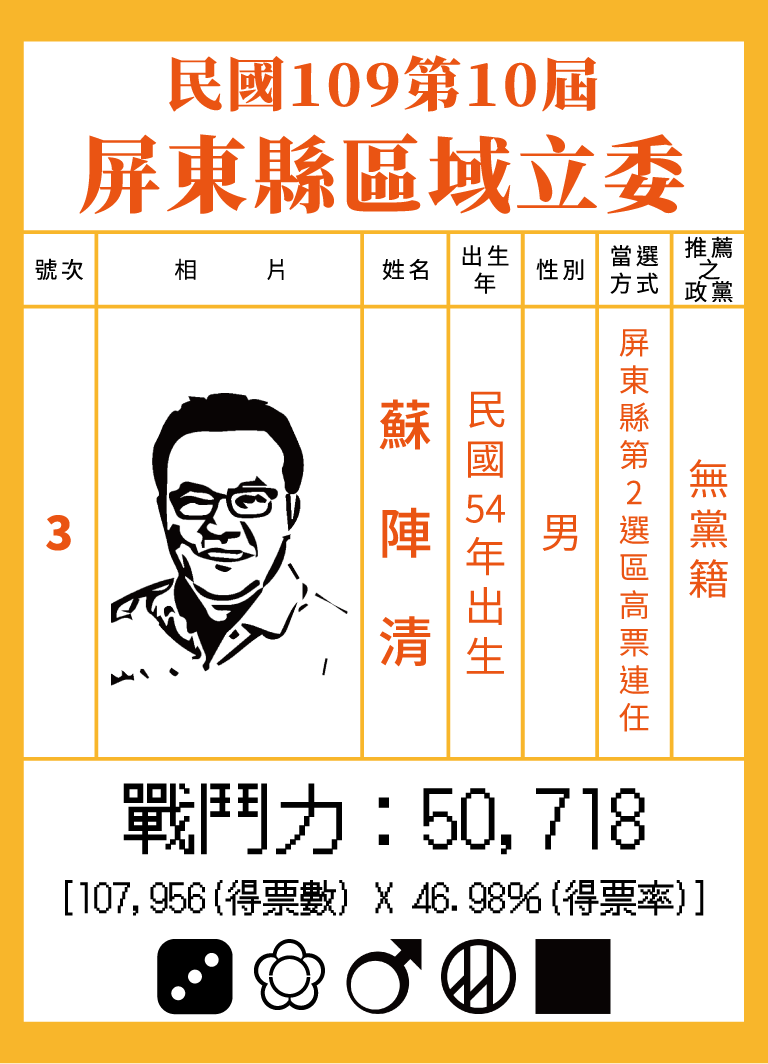 民國109第10屆
屏東縣區域立委
號次
相片
姓名
出生年
性別
當選方式
推薦之政黨
3
蘇陣清
民國54年出生
男
屏東縣第2選區高票連任
無黨籍
戰鬥力：50,718
[107,956(得票數) X 46.98%(得票率)]